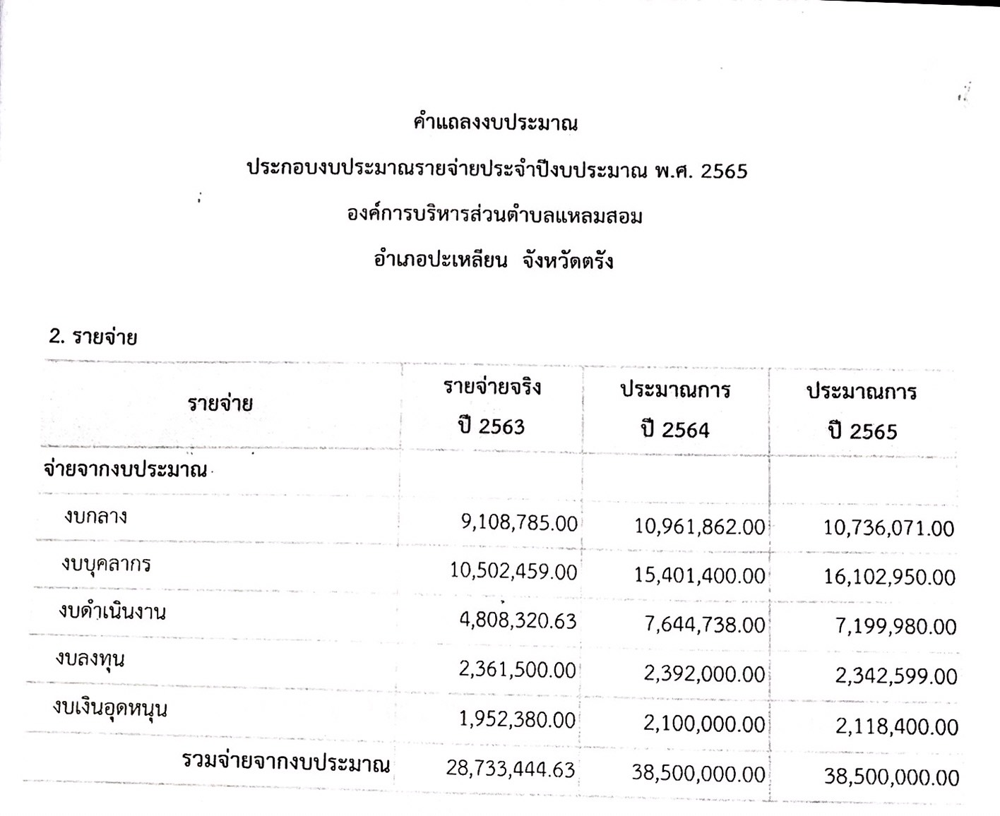 คำแถลงงบประมาณ
ประกอบงบประมาณรายจ่ายประจำปีงบประมาณ พ.ศ. 2565
องค์การบริหารส่วนตำบลแหลมสอม
อำเภอปะเหลียน จังหวัดตรัง
2. รายจ่าย
รายจ่าย รายจ่ายจริง ปี 2563 ประมาณการ ปี 2564 ประมาณการ ปี 2565
จ่ายจากงบประมาณ
งบกลาง 9,108,785.00 10,961,862.00 10,736,071.00
งบบุคลากร 10,502,459.00 15,401,400.00 16,102,950.00
งบดำเนินงาน 4,808,320.63 7,644,738.00 7,199,980.00
งบลงทุน 2,361,500.00 2,392,000.00 2,342,599.00
งบเงินอุดหนุน 1,952,380.00 2,100,000.00 2,118,400.00
รวมจ่ายจากงบประมาณ 28,733,444.63 38,500,000.00 38,500,000.00